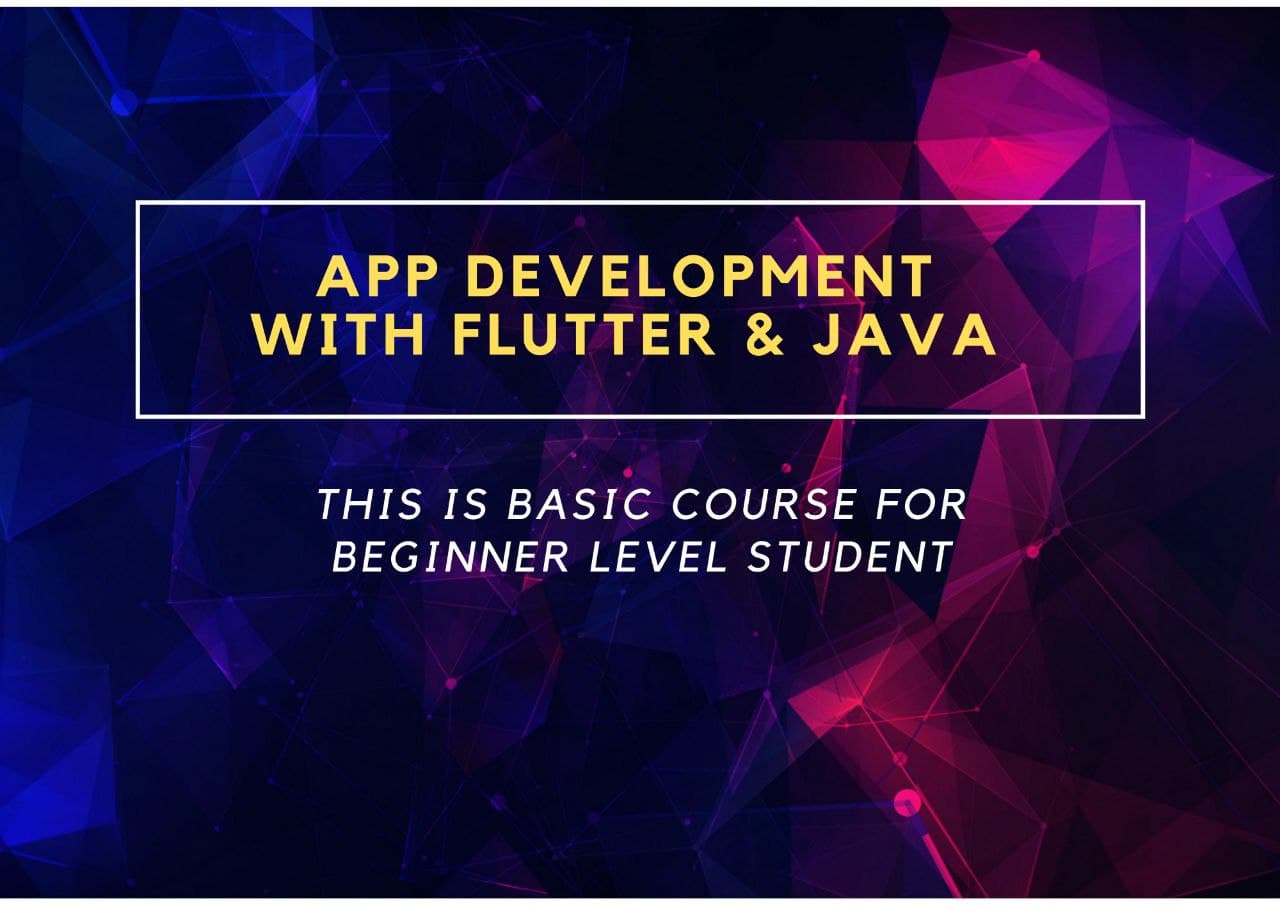 APP DEVELOPMENT
WITH FLUTTER & JAVA
THIS IS BASIC COURSE FOR
BEGINNER LEVEL STUDENT